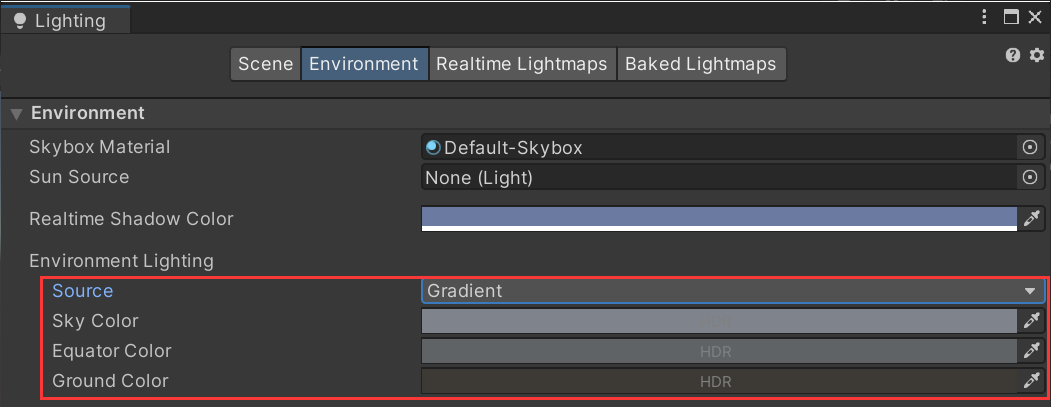 Lighting
Scene Environment Realtime Lightmaps Baked Lightmaps
Environment
Skybox Material Default-Skybox
Sun Source None (Light)
Realtime Shadow Color
Environment Lighting
Source Gradient
Sky Color HDR
Equator Color HDR
Ground Color HDR